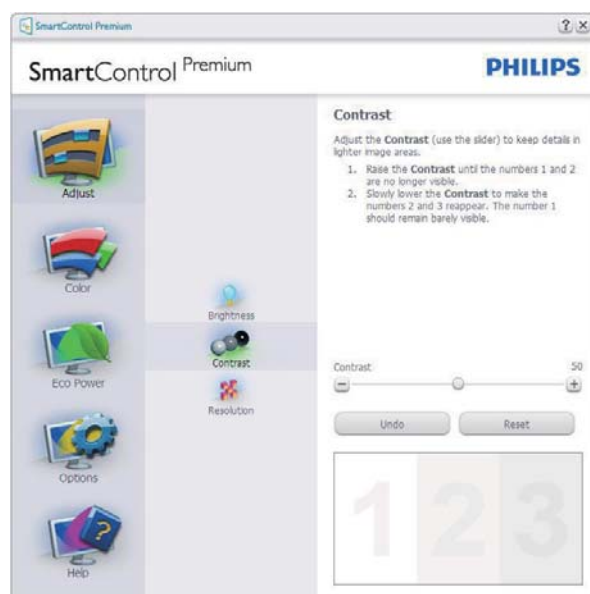 SmartControl Premium
SmartControl Premium
PHILIPS
Adjust
Color
Eco Power
Options
Help
Brightness
Contrast
Resolution
Contrast
Adjust the Contrast (use the slider) to keep details in
lighter image areas.
1. Raise the Contrast until the numbers 1 and 2
are no longer visible.
2. Slowly lower the Contrast to make the
numbers 2 and 3 reappear. The number 1
should remain barely visible.
Contrast 50
Undo Reset
1 2 3